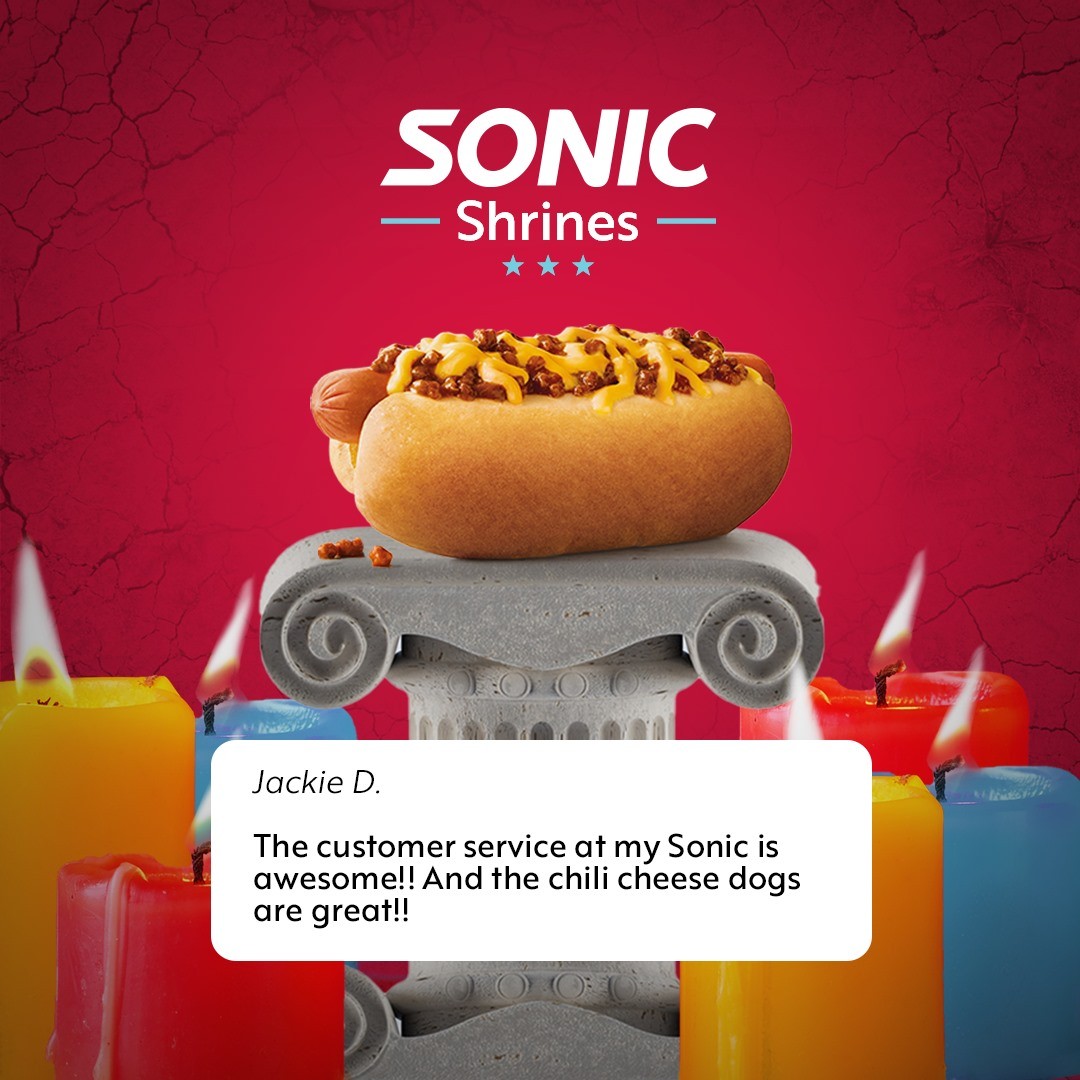 SONIC
Shrines
Jackie D.
The customer service at my Sonic is
awesome!! And the chili cheese dogs
are great!!